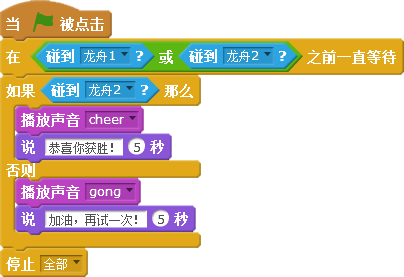 当 被点击
在 碰到 龙舟1 ? 或 碰到 龙舟2 ? 之前一直等待
如果 碰到 龙舟2 ? 那么
播放声音 cheer
说 恭喜你获胜! 5 秒
否则
播放声音 gong
说 加油，再试一次! 5 秒
停止 全部